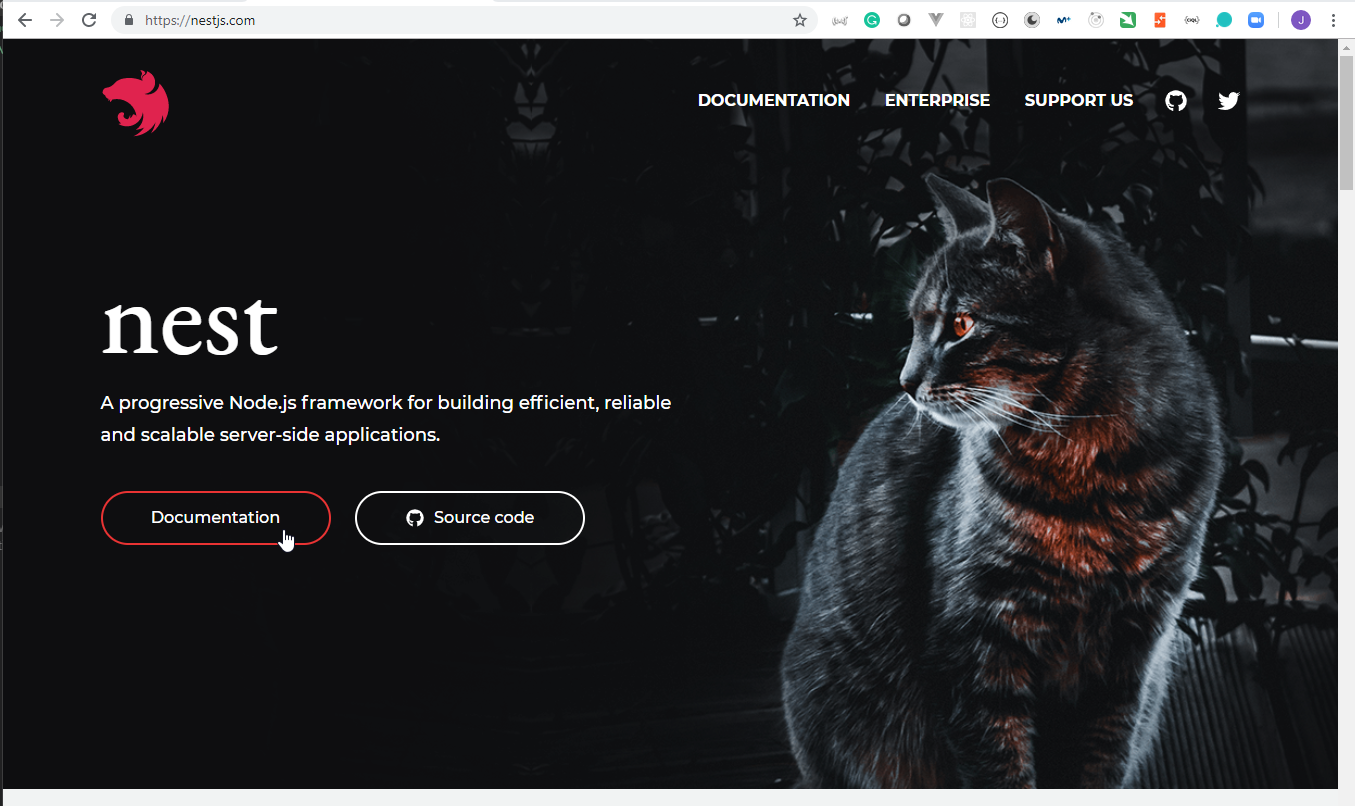 https://nestjs.com
J
DOCUMENTATION ENTERPRISE SUPPORT US
nest
A progressive Node.js framework for building efficient, reliable
and scalable server-side applications.
Documentation
Source code